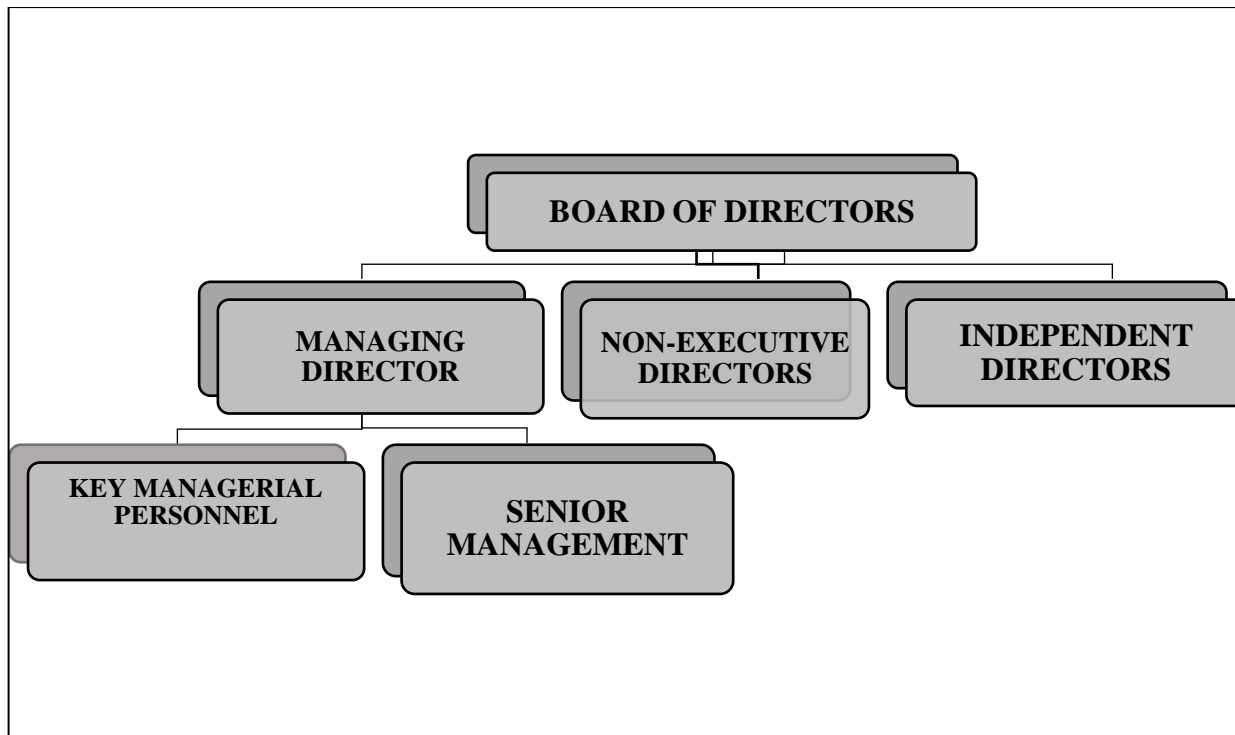 BOARD OF DIRECTORS
MANAGING
DIRECTOR
NON-EXECUTIVE
DIRECTORS
INDEPENDENT
DIRECTORS
KEY MANAGERIAL
PERSONNEL
SENIOR
MANAGEMENT